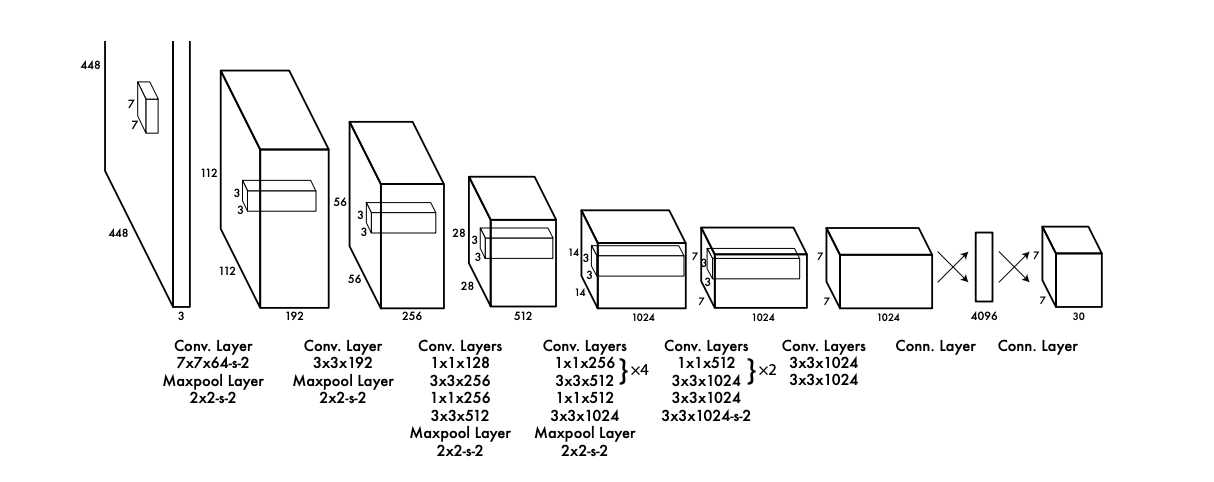 448
7
7
448
3
112
3
3
112
192
56
3
3
56
256
28
3
3
28
512
14
3
3
14
1024
7
3
3
7
1024
7
7
1024
4096
7
7
30
Conv. Layer
7x7x64-s-2
Maxpool Layer
2x2-s-2
Conv. Layer
3x3x192
Maxpool Layer
2x2-s-2
Conv. Layers
1x1x128
3x3x256
1x1x256
3x3x512
Maxpool Layer
2x2-s-2
Conv. Layers
1x1x256
3x3x512
}×4
1x1x512
3x3x1024
Maxpool Layer
2x2-s-2
Conv. Layers
1x1x512
3x3x1024
}×2
3x3x1024
3x3x1024-s-2
Conv. Layers
3x3x1024
3x3x1024
Conn. Layer
Conn. Layer